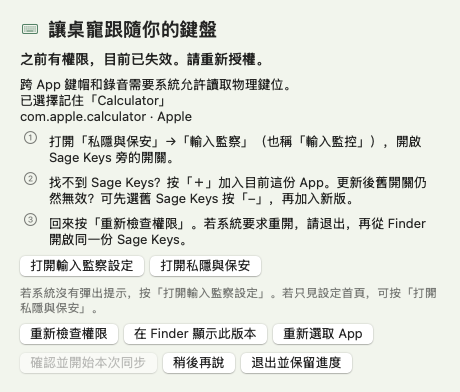 讓桌寵跟隨你的鍵盤
之前有權限，目前已失效。請重新授權。
跨 App 鍵帽和錄音需要系統允許讀取物理鍵位。
已選擇記住「Calculator」
com.apple.calculator · Apple
① 打開「私隱與保安」→「輸入監察」（也稱「輸入監控」），開啟
Sage Keys 旁的開關。
② 找不到 Sage Keys？按「＋」加入目前這份 App。更新後舊開關仍
然無效？可先選舊 Sage Keys 按「−」，再加入新版。
③ 回來按「重新檢查權限」。若系統要求重開，請退出，再從 Finder
開啟同一份 Sage Keys。
打開輸入監察設定 打開私隱與保安
若系統沒有彈出提示，按「打開輸入監察設定」。若只見設定首頁，可按「打開
私隱與保安」。
重新檢查權限 在 Finder 顯示此版本 重新選取 App
確認並開始本次同步 稍後再說 退出並保留進度